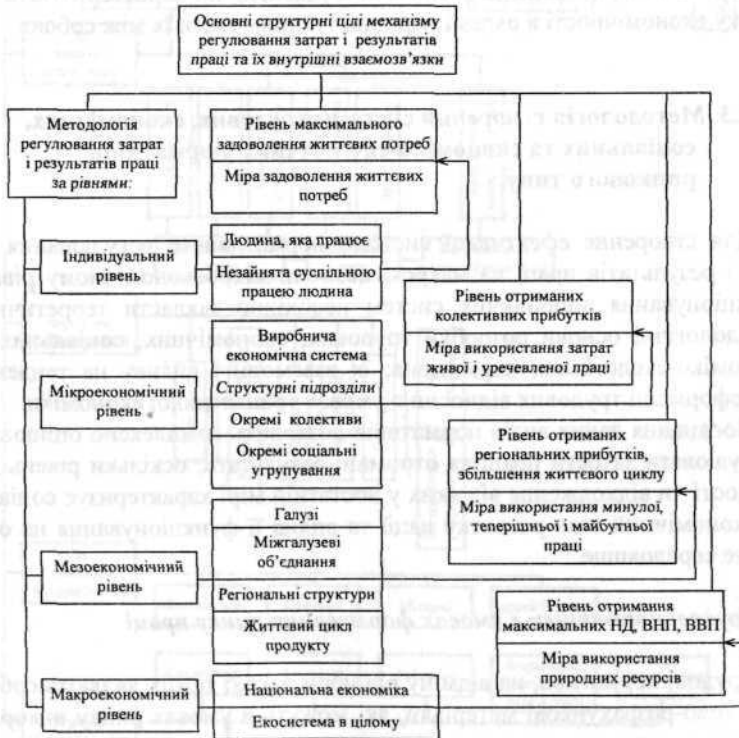 Основні структурні цілі механізму
регулювання затрат і результатів
праці та їх внутрішні взаємозв'язки
Методологія
регулювання затрат
і результатів праці
за рівнями:
Рівень максимального
задоволення життєвих потреб
Міра задоволення життєвих
потреб
Індивідуальний
рівень
Людина, яка працює
Незайнята суспільною
працею людина
Рівень отриманих
чистих прибутків
Міра використання затрат
живої і уречевленої праці
Мікроекономічний
рівень
Виробнича
економічна система
Структурні підрозділи
Окремі колективи
Окремі соціальні
угрупування
Рівень отриманих
регіональних прибутків,
збільшення життєвого циклу
Міра використання минулої,
теперішньої і майбутньої
праці
Мезоекономічний
рівень
Галузі
Міжгалузеві
об'єднання
Регіональні структури
Життєвий цикл
продукту
Рівень отримання
максимальних НД, ВНП, ВВП
Міра використання
природних ресурсів
Макроекономічний
рівень
Національна економіка
Екосистема в цілому